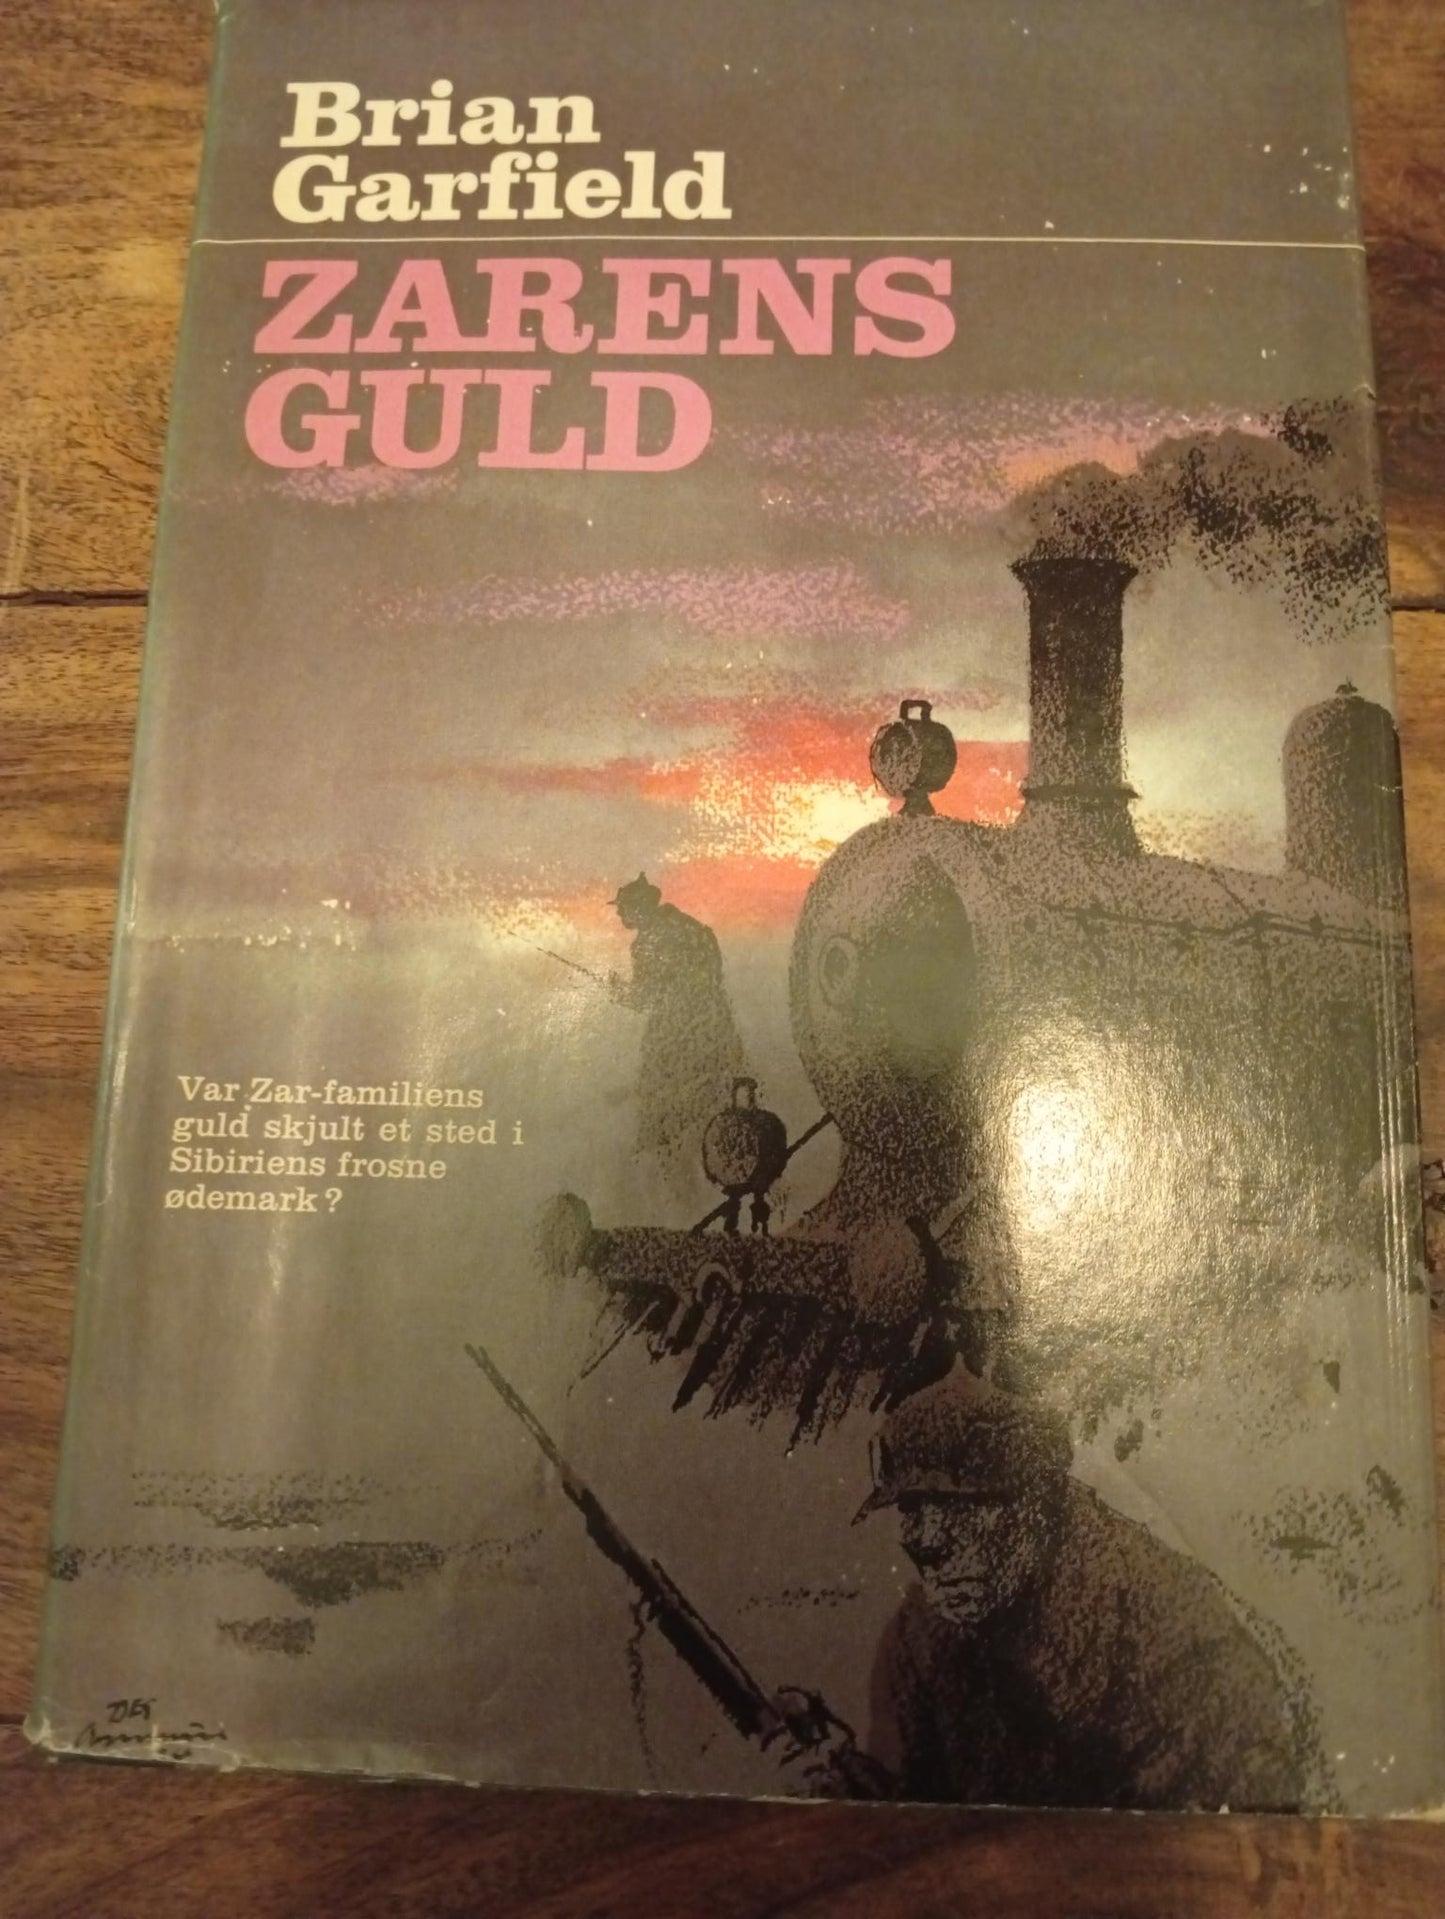 Brian
Garfield
ZARENS
GULD
Var Zar-familiens
guld skjult et sted i
Sibiriens frosne
ødemark?